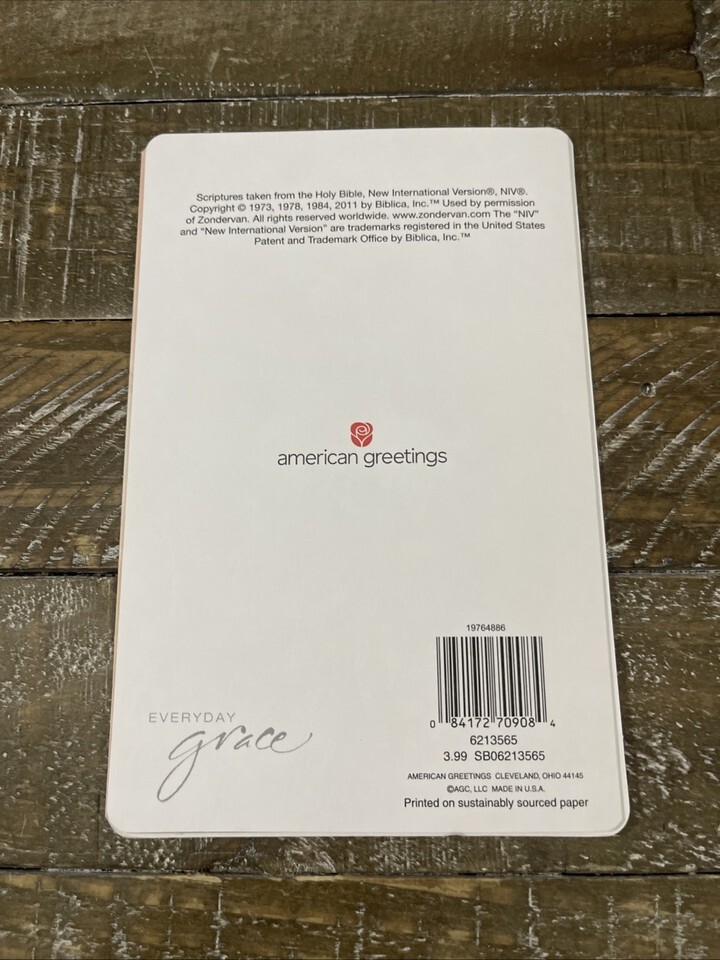 Scriptures taken from the Holy Bible, New International Version®, NIV®.
Copyright © 1973, 1978, 1984, 2011 by Biblica, Inc.™ Used by permission
of Zondervan. All rights reserved worldwide. www.zondervan.com The "NIV"
and "New International Version" are trademarks registered in the United States
Patent and Trademark Office by Biblica, Inc.™
american greetings
19764886
0 84172 70908 4
6213565
3.99 SB06213565
EVERYDAY
grace
AMERICAN GREETINGS CLEVELAND, OHIO 44145
©AGC, LLC MADE IN U.S.A.
Printed on sustainably sourced paper